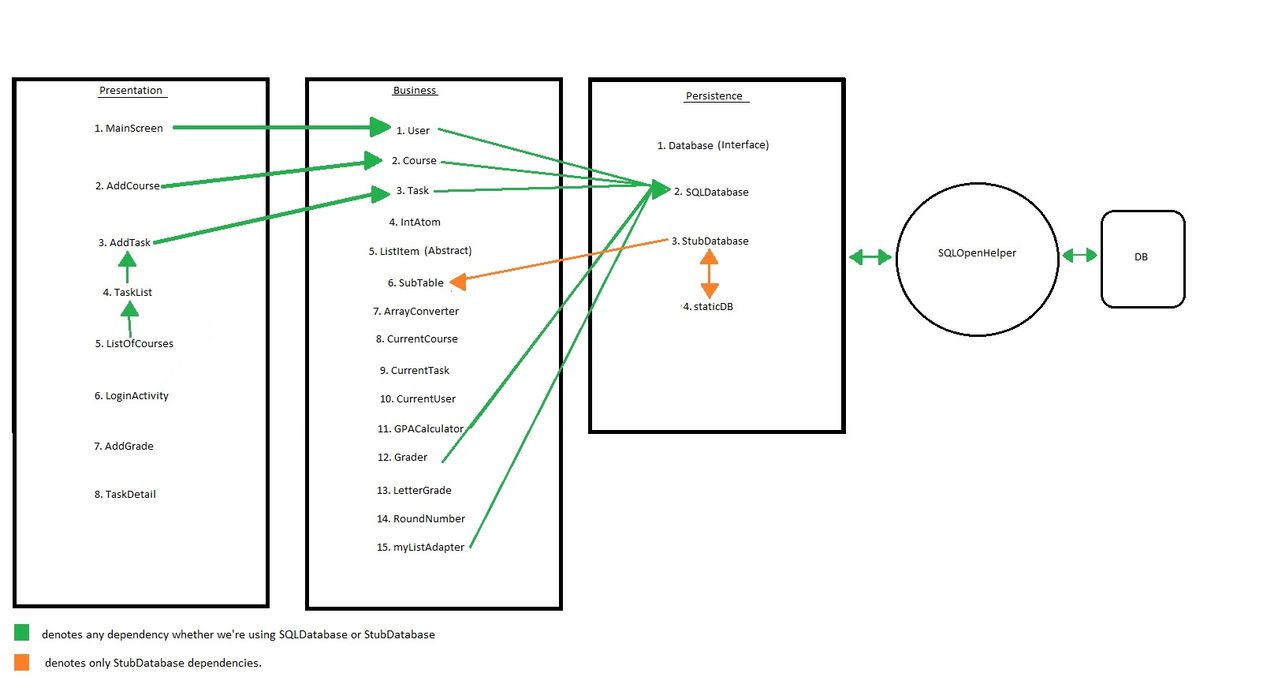 Presentation
1. MainScreen
2. AddCourse
3. AddTask
4. TaskList
5. ListOfCourses
6. LoginActivity
7. AddGrade
8. TaskDetail
Business
1. User
2. Course
3. Task
4. IntAtom
5. ListItem (Abstract)
6. SubTable
7. ArrayConverter
8. CurrentCourse
9. CurrentTask
10. CurrentUser
11. GPACalculator
12. Grader
13. LetterGrade
14. RoundNumber
15. myListAdapter
Persistence
1. Database (Interface)
2. SQLDatabase
3. StubDatabase
4. staticDB
SQLOpenHelper
DB
denotes any dependency whether we're using SQLDatabase or StubDatabase
denotes only StubDatabase dependencies.